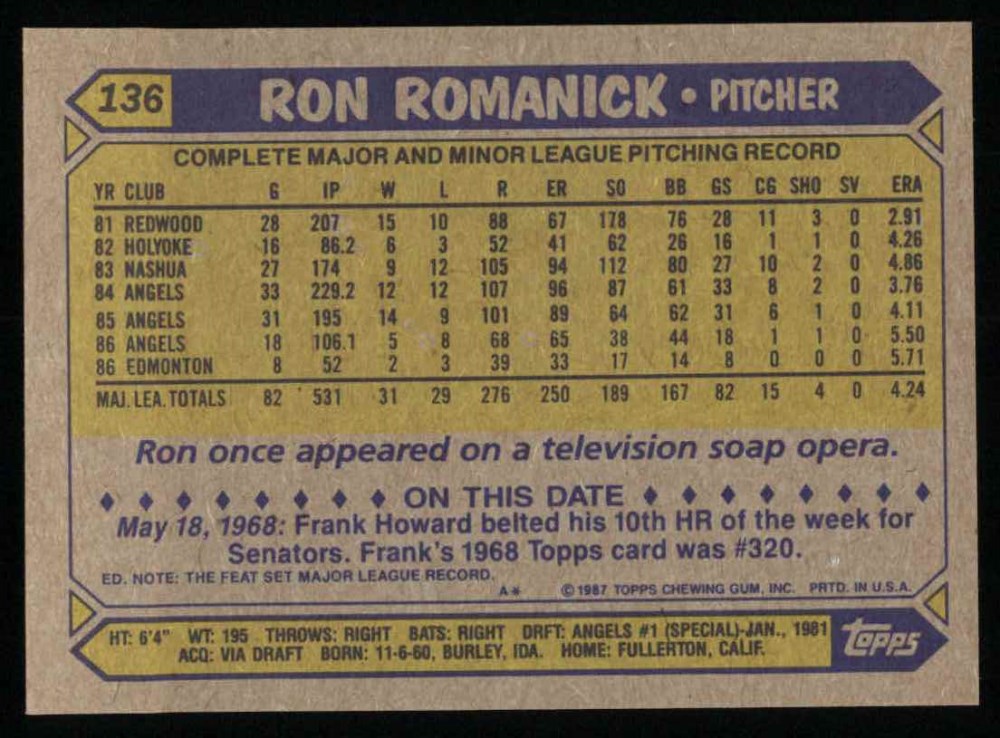 136 RON ROMANICK • PITCHER
COMPLETE MAJOR AND MINOR LEAGUE PITCHING RECORD
YR CLUB G IP W L R ER SO BB GS CG SHO SV ERA
81 REDWOOD 28 207 15 10 88 67 178 76 28 11 3 0 2.91
82 HOLYOKE 16 86.2 6 3 52 41 62 26 16 1 1 0 4.26
83 NASHUA 27 174 9 12 105 94 112 80 27 10 2 0 4.86
84 ANGELS 33 229.2 12 12 107 96 87 61 33 8 2 0 3.76
85 ANGELS 31 195 14 9 101 89 64 62 31 6 1 0 4.11
86 ANGELS 18 106.1 5 8 68 65 38 44 18 1 1 0 5.50
86 EDMONTON 8 52 2 3 39 33 17 14 8 0 0 0 5.71
MAJ. LEA. TOTALS 82 531 31 29 276 250 189 167 82 15 4 0 4.24
Ron once appeared on a television soap opera.
♦ ♦ ♦ ♦ ♦ ♦ ♦ ♦ ON THIS DATE ♦ ♦ ♦ ♦ ♦ ♦ ♦ ♦
May 18, 1968: Frank Howard belted his 10th HR of the week for
Senators. Frank's 1968 Topps card was #320.
ED. NOTE: THE FEAT SET MAJOR LEAGUE RECORD.
A* ©1987 TOPPS CHEWING GUM, INC. PRTD. IN U.S.A.
HT: 6'4" WT: 195 THROWS: RIGHT BATS: RIGHT DRFT: ANGELS #1 (SPECIAL)-JAN., 1981
ACQ: VIA DRAFT BORN: 11-6-60, BURLEY, IDA. HOME: FULLERTON, CALIF.
Topps